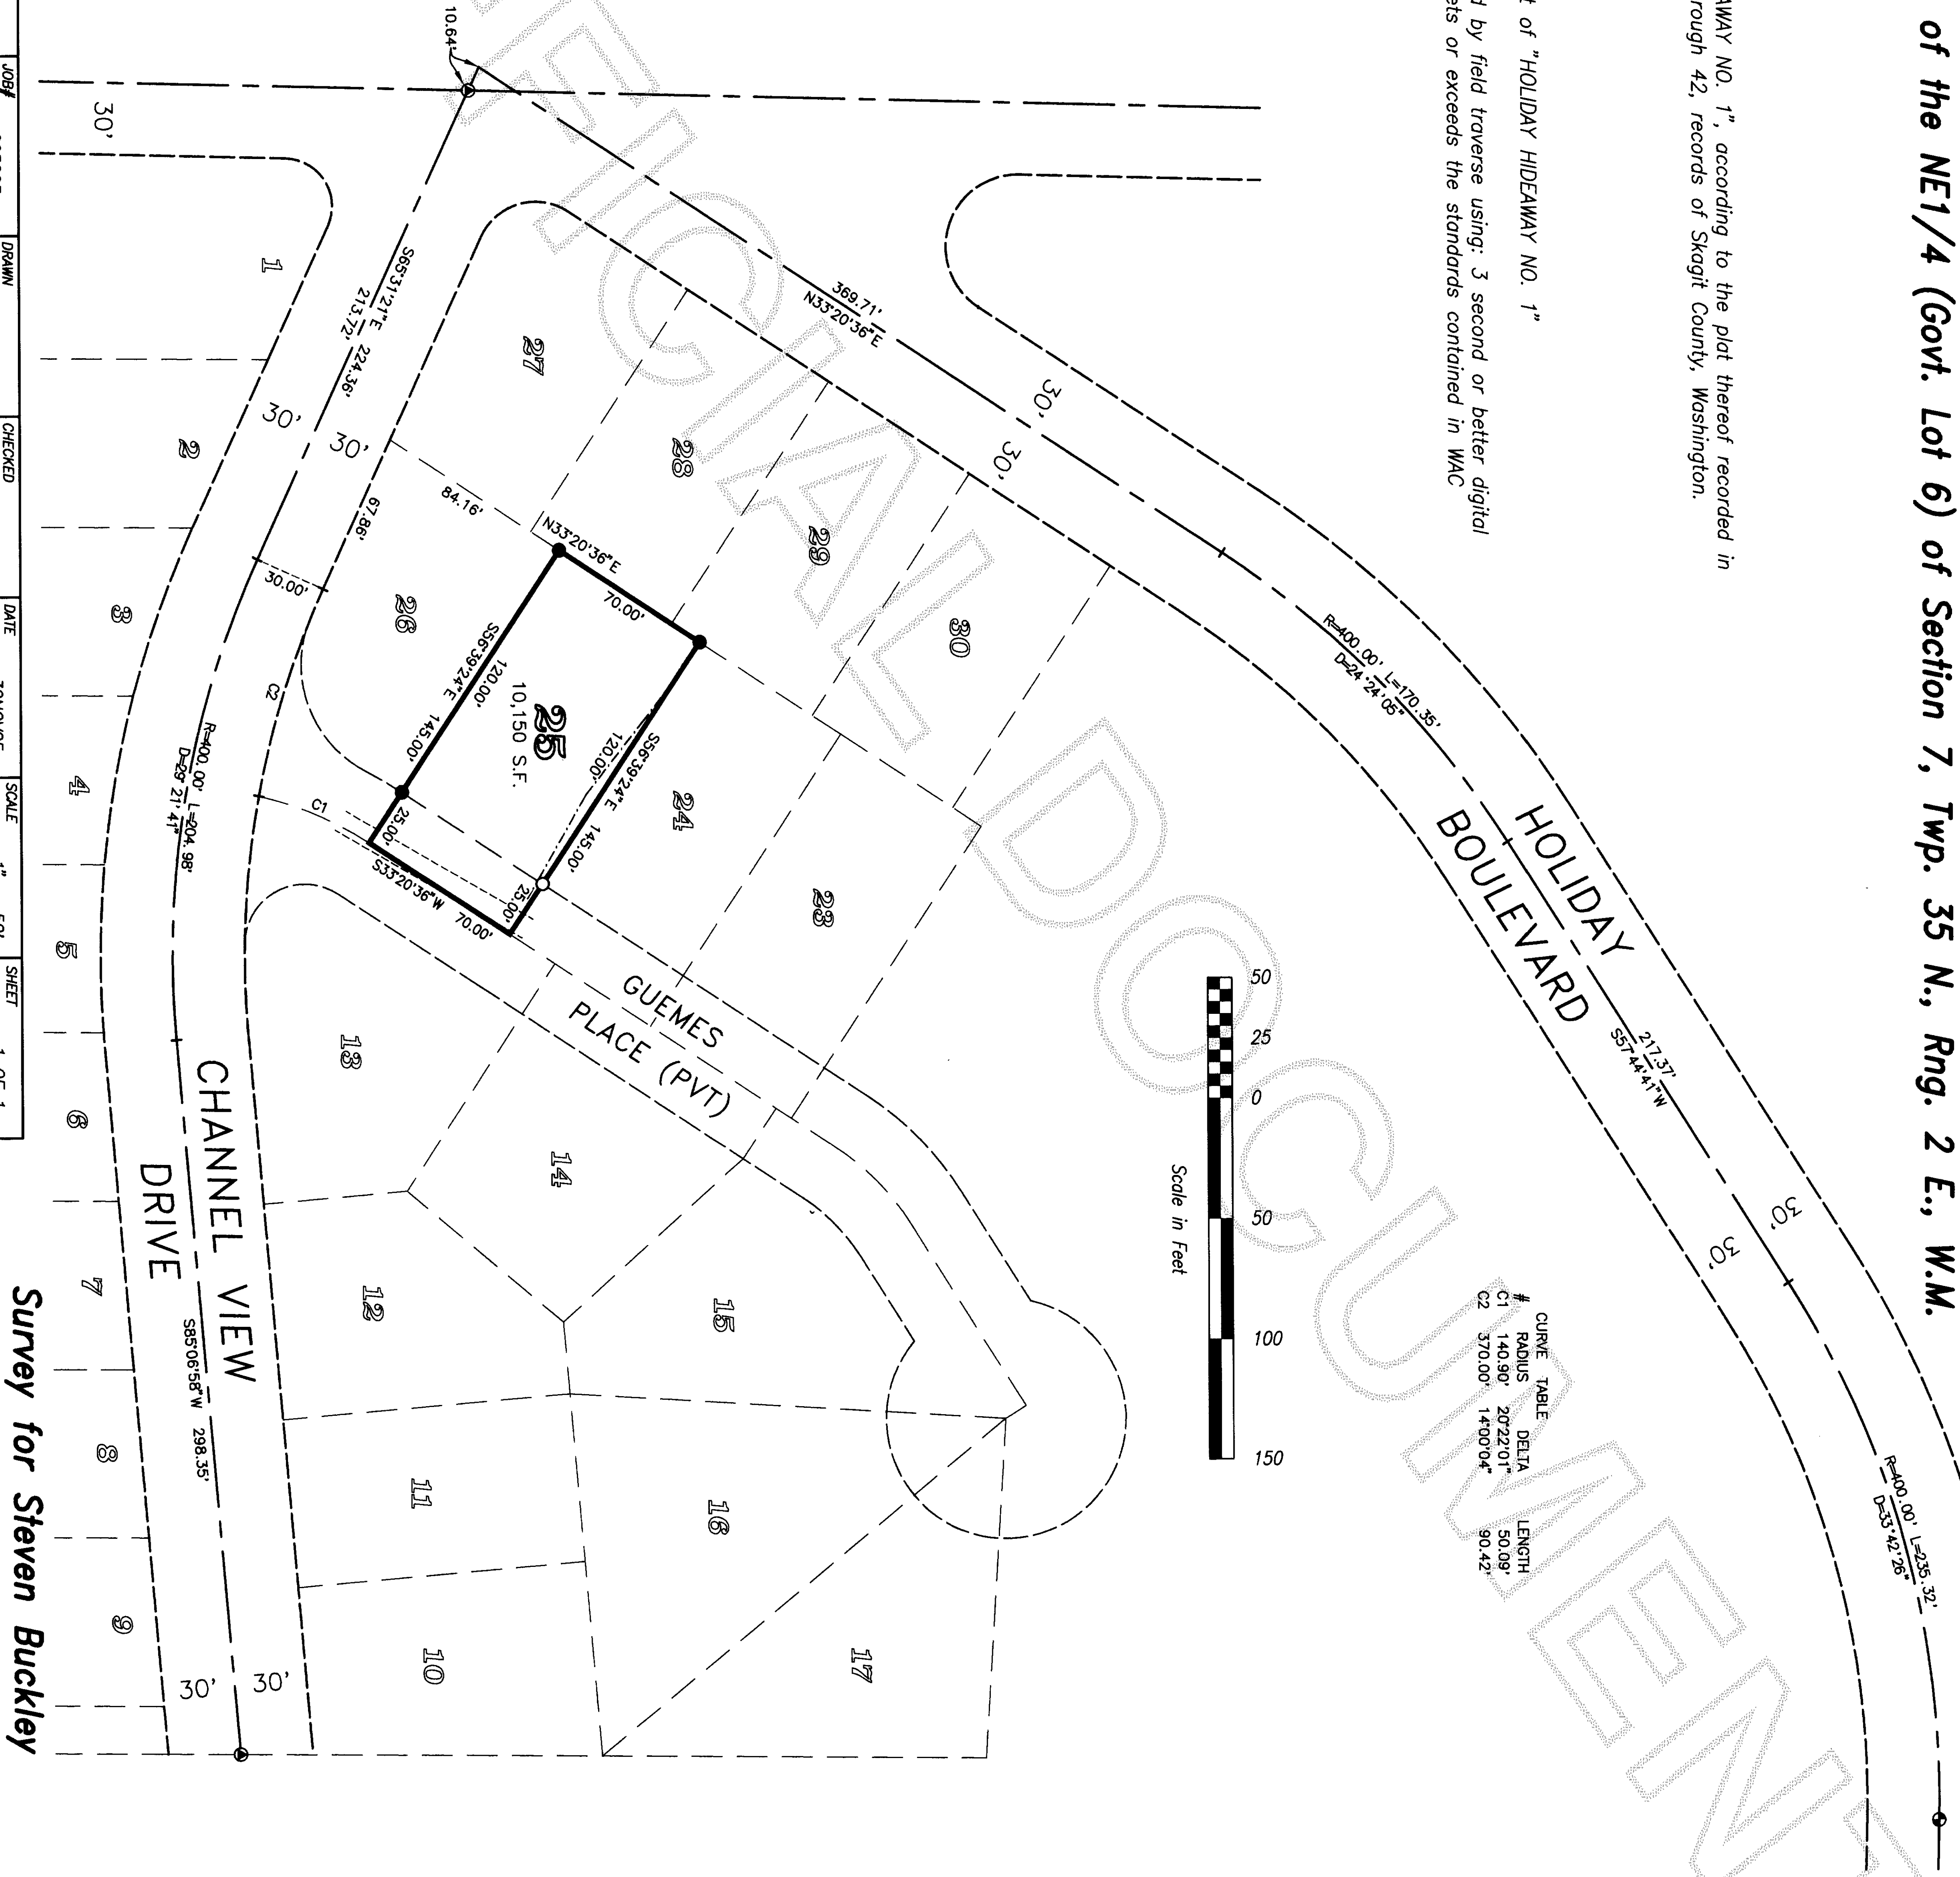 of the NE1/4 (Govt. Lot 6) of Section 7, Twp. 35 N., Rng. 2 E., W.M.
AWAY NO. 1", according to the plat thereof recorded in
rough 42, records of Skagit County, Washington.
t of "HOLIDAY HIDEAWAY NO. 1"
d by field traverse using: 3 second or better digital
ets or exceeds the standards contained in WAC
HOLIDAY
BOULEVARD
369.71'
N33°20'36"E
30'
30'
R=400.00' L=170.35'
D=24°24'05"
217.37'
S57°44'41"W
30'
30'
R=400.00' L=235.32'
D=33°42'26"
CURVE TABLE
# RADIUS DELTA LENGTH
C1 140.90' 20°22'01" 50.09'
C2 370.00' 14°00'04" 90.42'
50 25 0 50 100 150
Scale in Feet
OFFICIAL DOCUMENT
30
29
28
27
24
23
N33°20'36"E
70.00'
S56°39'24"E 145.00'
120.00'
25.00'
25
10,150 S.F.
120.00'
S56°39'24"E 145.00'
25.00'
S33°20'36"W 70.00'
84.16'
67.86'
26
GUEMES
PLACE (PVT)
C1
C2
30.00'
10.64'
S65°31'21"E 224.36'
213.72'
30'
30'
30'
R=400.00' L=204.98'
D=29°21'41"
CHANNEL VIEW
DRIVE
S85°06'58"W 298.35'
30'
30'
13
14
15
12
11
16
10
17
1
2
3
4
5
6
7
8
9
Survey for Steven Buckley
JOB#
DRAWN
CHECKED
DATE
SCALE
SHEET